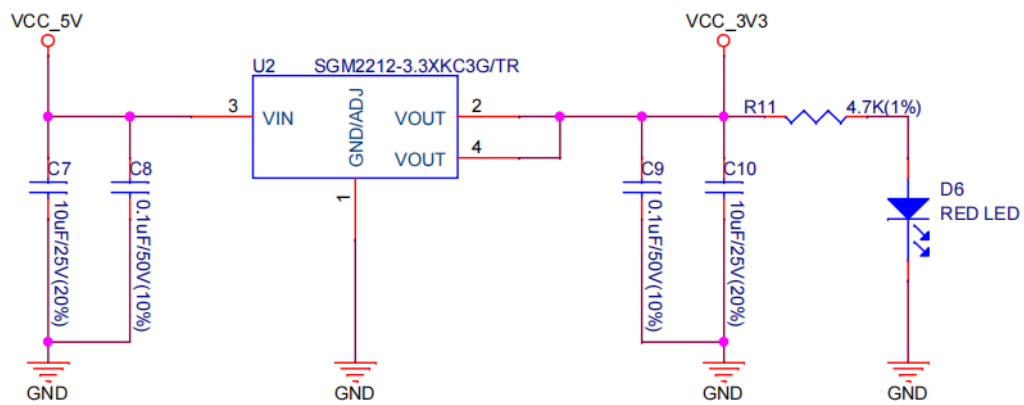 VCC_5V
VCC_3V3
U2
SGM2212-3.3XKC3G/TR
3
VIN
GND/ADJ
VOUT
2
VOUT
4
1
R11
4.7K(1%)
C7
10uF/25V(20%)
C8
0.1uF/50V(10%)
C9
0.1uF/50V(10%)
C10
10uF/25V(20%)
D6
RED LED
GND
GND
GND
GND